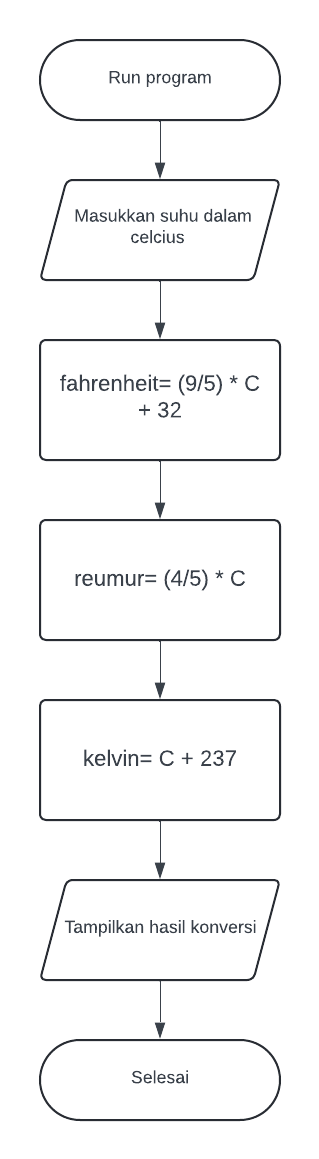 Run program
Masukkan suhu dalam
celcius
fahrenheit= (9/5) * C
+ 32
reumur= (4/5) * C
kelvin= C + 237
Tampilkan hasil konversi
Selesai